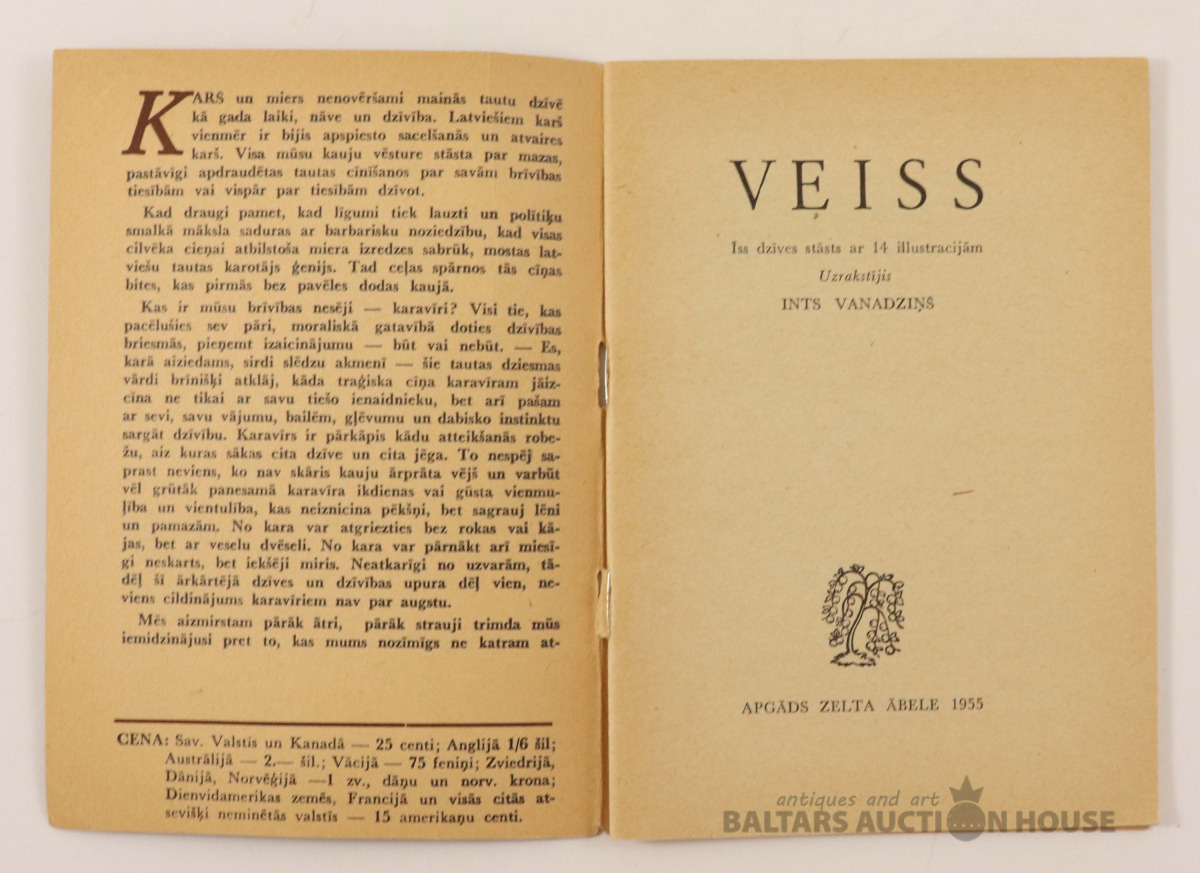 KARŠ un miers nenovēršami mainās tautu dzīvē
kā gada laiki, nāve un dzīvība. Latviešiem karš
vienmēr ir bijis apspiesto sacelšanās un atvaires
karš. Visa mūsu kauju vēsture stāsta par mazas,
pastāvīgi apdraudētas tautas cīnīšanos par savām brīvības
tiesībām vai vispār par tiesībām dzīvot.
Kad draugi pamet, kad līgumi tiek lauzti un polītiķu
smalkā māksla saduras ar barbarisku noziedzību, kad visas
cilvēka cieņai atbilstoša miera izredzes sabrūk, mostas lat-
viešu tautas karotājs ģenijs. Tad ceļas spārnos tās cīņas
bites, kas pirmās bez pavēles dodas kaujā.
Kas ir mūsu brīvības nesēji — karavīri? Visi tie, kas
pacēlušies sev pāri, moraliskā gatavībā doties dzīvības
briesmās, pieņemt izaicinājumu — būt vai nebūt. — Es,
karā aiziedams, sirdi slēdzu akmenī — šie tautas dziesmas
vārdi brīnišķi atklāj, kāda traģiska cīņa karavīram jāiz-
cīna ne tikai ar savu tiešo ienaidnieku, bet arī pašam
ar sevi, savu vājumu, bailēm, gļēvumu un dabisko instinktu
sargāt dzīvību. Karavīrs ir pārkāpis kādu atteikšanās robe-
žu, aiz kuras sākas cita dzīve un cita jēga. To nespēj sa-
prast neviens, ko nav skāris kauju ārprāta vējš un varbūt
vēl grūtāk panesamā karavīra ikdienas vai gūsta vienmu-
ļība un vientulība, kas neiznicina pēkšņi, bet sagrauj lēni
un pamazām. No kara var atgriezties bez rokas vai kā-
jas, bet ar veselu dvēseli. No kara var pārnākt arī miesī-
gi neskarts, bet iekšēji miris. Neatkarīgi no uzvarām, tā-
dēļ šī ārkārtējā dzīves un dzīvības upura dēļ vien, ne-
viens cildinājums karavīriem nav par augstu.
Mēs aizmirstam pārāk ātri, pārāk strauji trimda mūs
iemidzinājusi pret to, kas mums nozīmīgs ne katram at-
CENA: Sav. Valstīs un Kanadā — 25 centi; Anglijā 1/6 šil;
Austrālijā — 2.— šil.; Vācijā — 75 feniņi; Zviedrijā,
Dānijā, Norvēģijā —1 zv., dāņu un norv. krona;
Dienvidamerikas zemēs, Francijā un visās citās at-
sevišķi neminētās valstīs — 15 amerikaņu centi.
VEISS
Īss dzīves stāsts ar 14 illustracijām
Uzrakstījis
INTS VANADZIŅŠ
APGĀDS ZELTA ĀBELE 1955
antiques and art
BALTARS AUCTION HOUSE